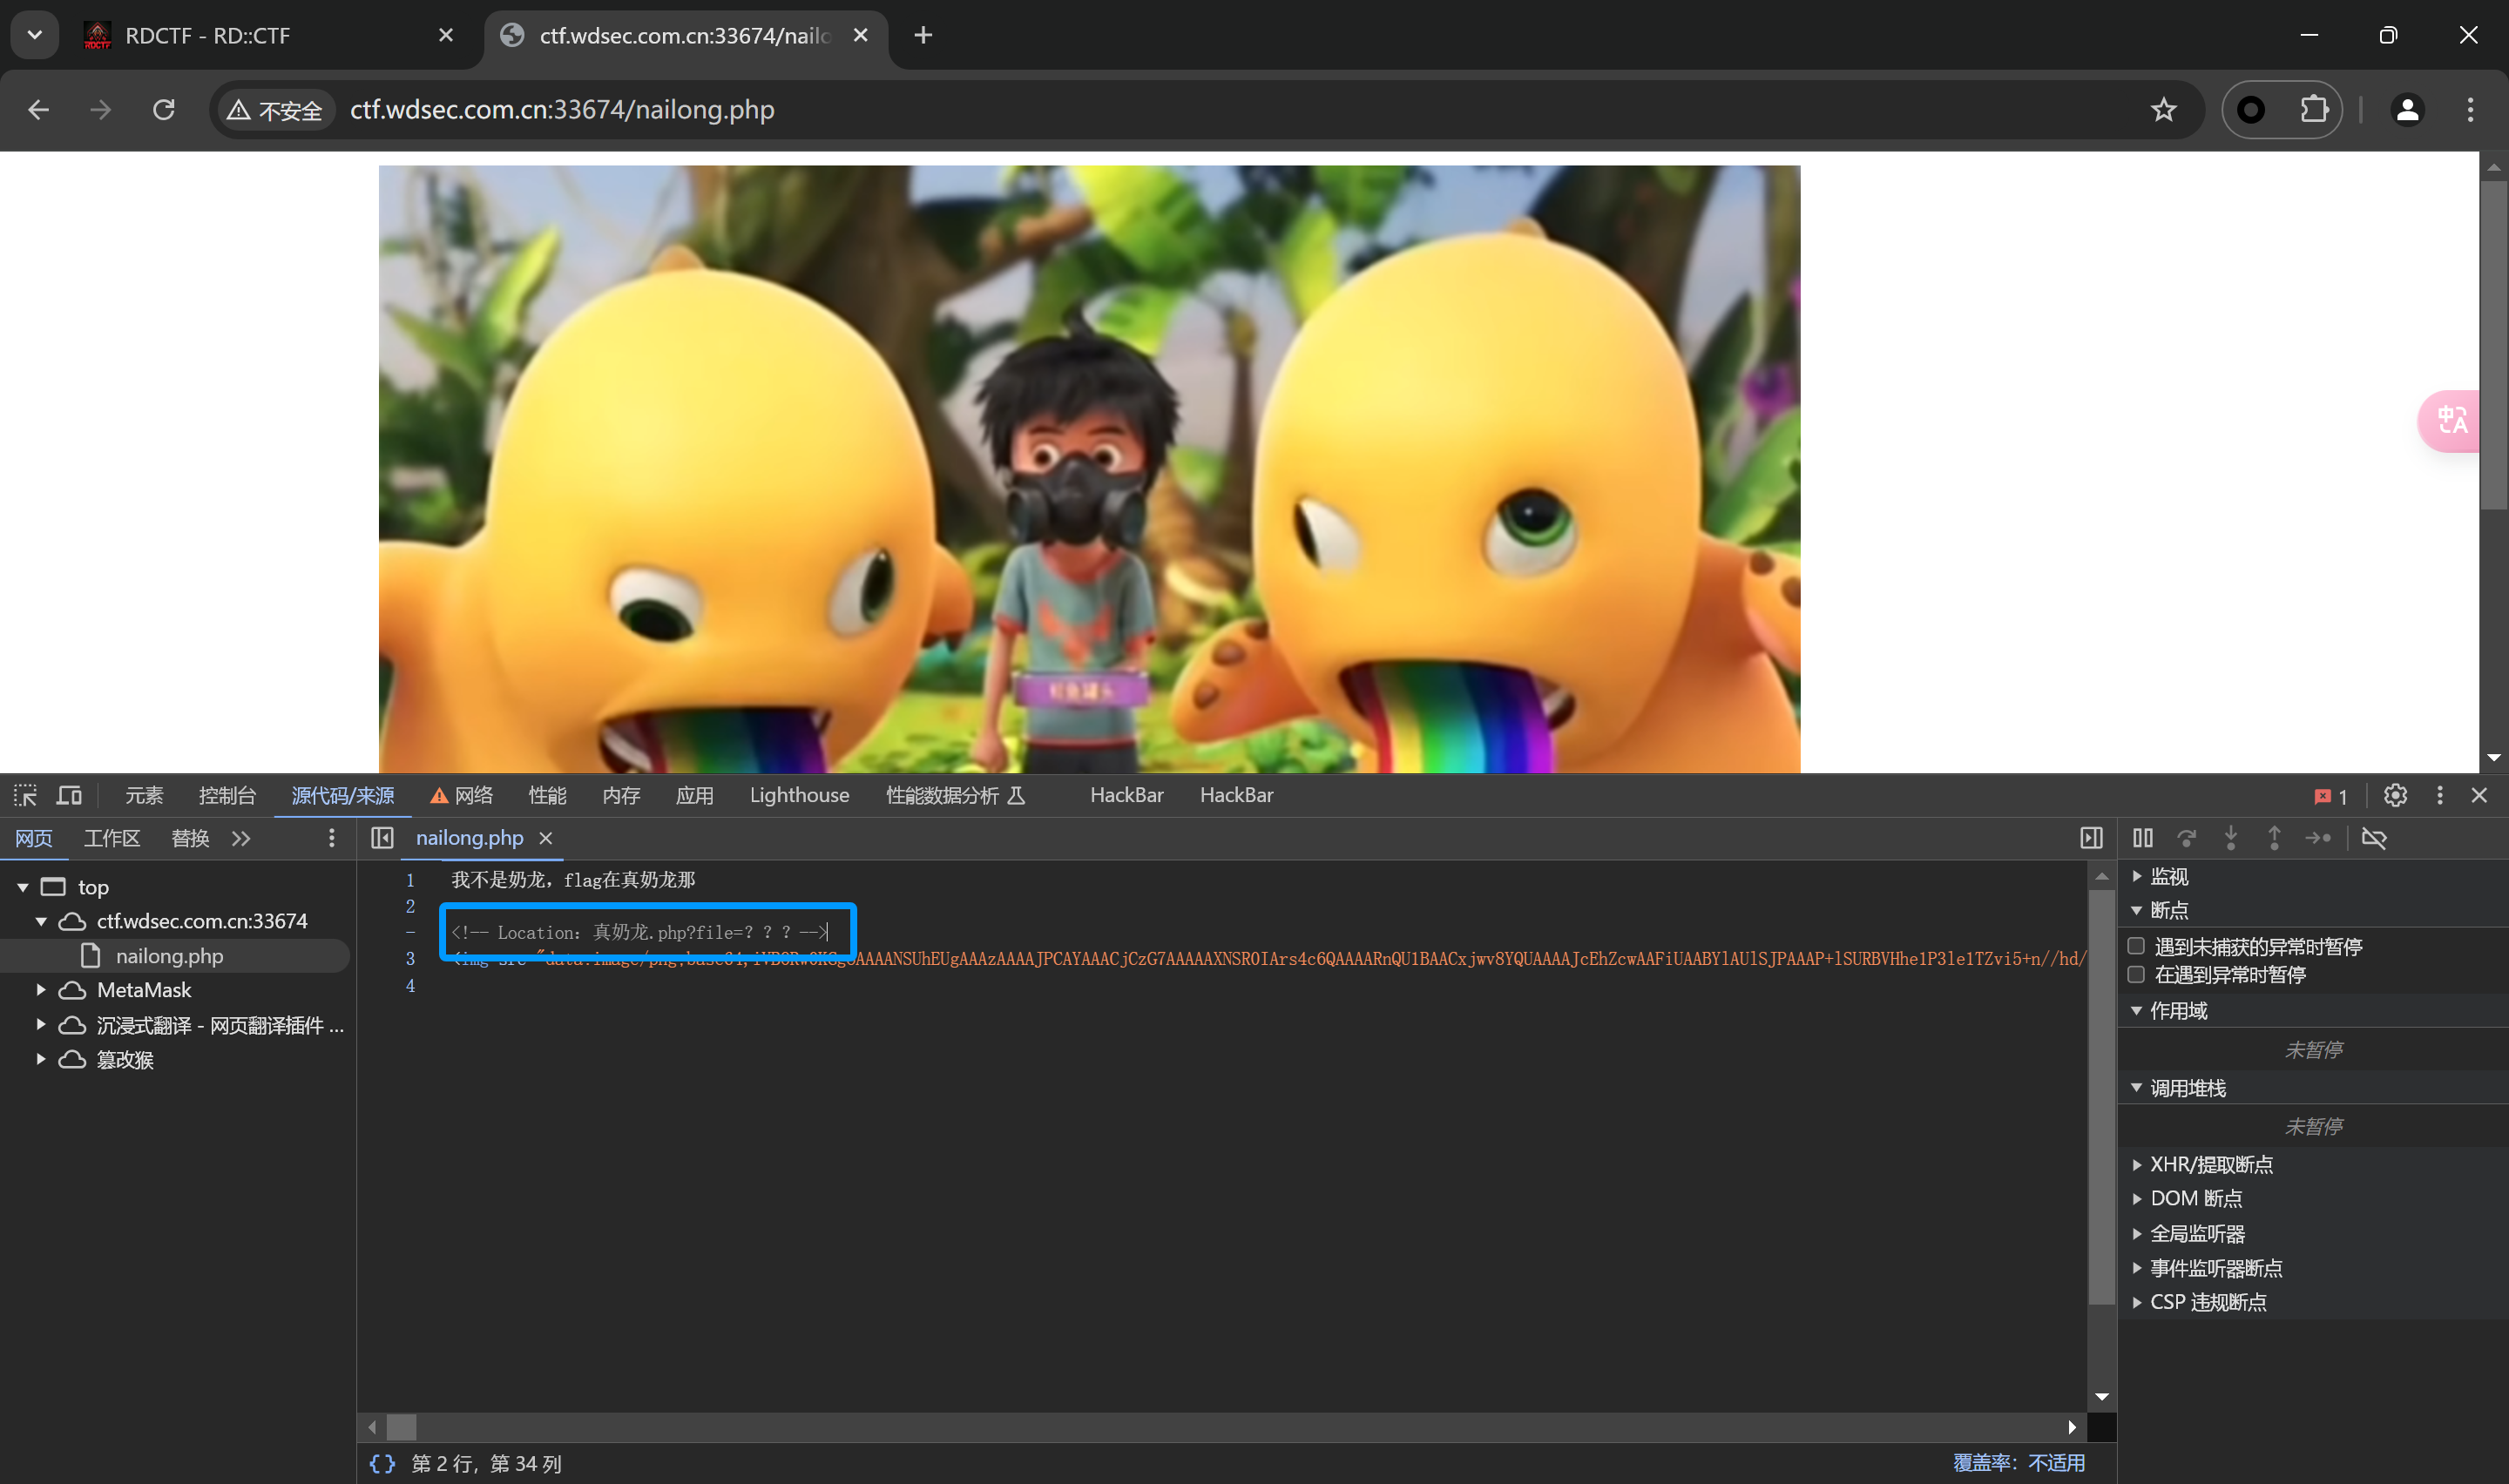 RDCTF - RD::CTF
ctf.wdsec.com.cn:33674/nailo
不安全
ctf.wdsec.com.cn:33674/nailong.php
元素
控制台
源代码/来源
网络
性能
内存
应用
Lighthouse
性能数据分析
HackBar
HackBar
1
网页
工作区
替换
nailong.php
top
ctf.wdsec.com.cn:33674
nailong.php
MetaMask
沉浸式翻译 - 网页翻译插件 ...
篡改猴
1 我不是奶龙，flag在真奶龙那
2
- <!-- Location: 真奶龙.php?file=？？？-->
3
4
监视
断点
遇到未捕获的异常时暂停
在遇到异常时暂停
作用域
未暂停
调用堆栈
未暂停
XHR/提取断点
DOM 断点
全局监听器
事件监听器断点
CSP 违规断点
{} 第 2 行，第 34 列
覆盖率：不适用